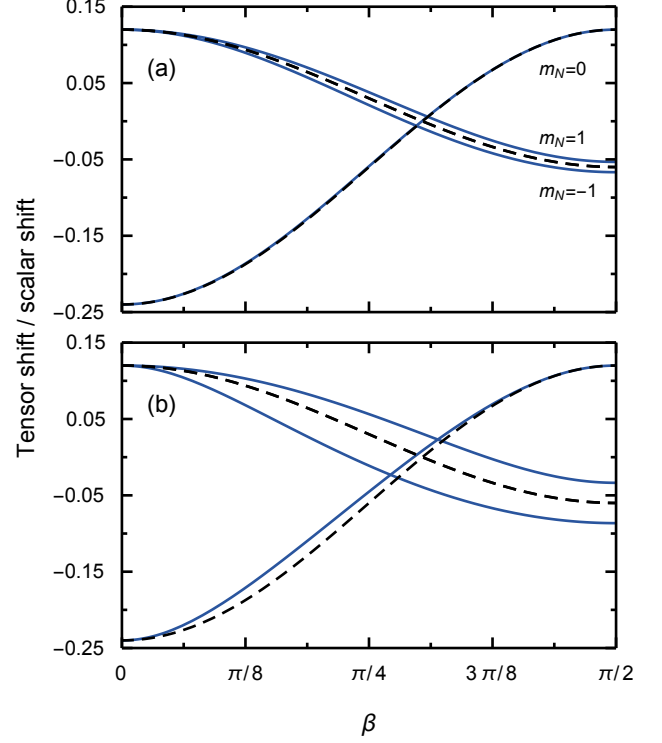 0.15
(a)
0.05
m_N=0
−0.05
m_N=1
m_N=−1
−0.15
−0.25
Tensor shift / scalar shift
0.15
(b)
0.05
−0.05
−0.15
−0.25
0 π/8 π/4 3π/8 π/2
β